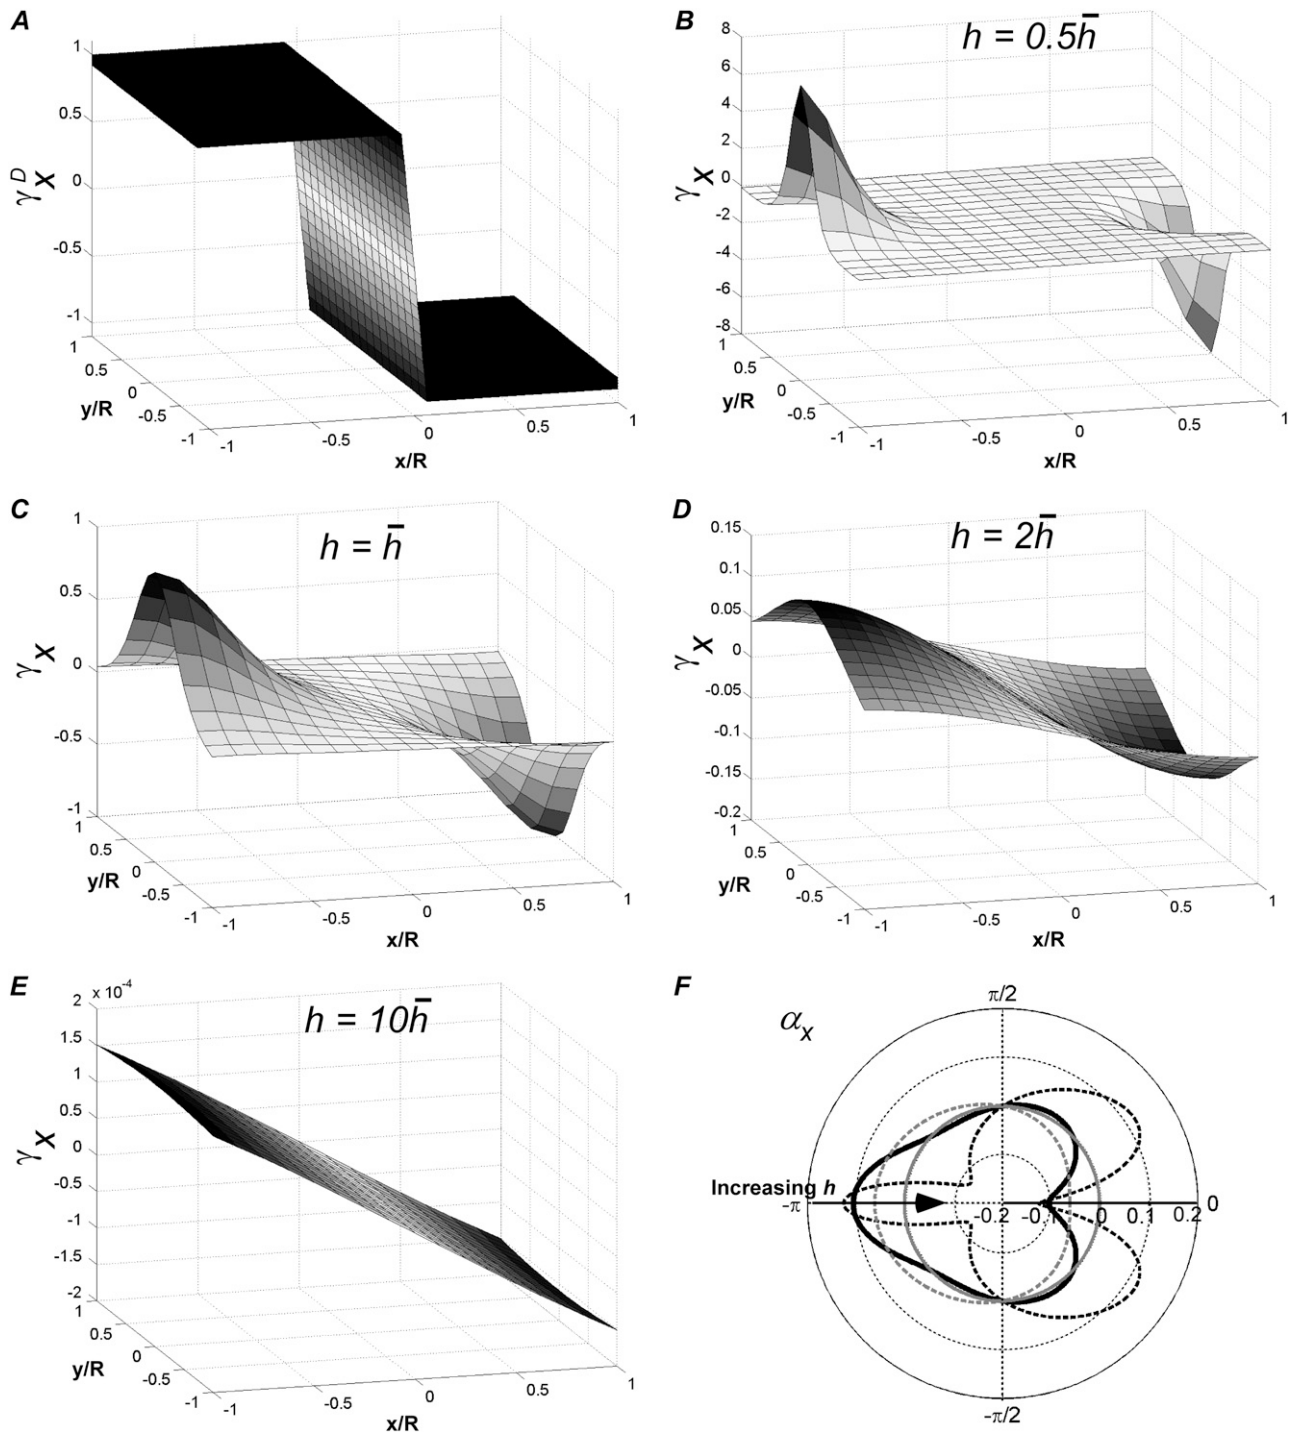 A
γ_X^D
1
0.5
0
-0.5
-1
1
0.5
0
-0.5
-1
y/R
-1
-0.5
0
0.5
1
x/R
B
h = 0.5h̄
γ_X
8
6
4
2
0
-2
-4
-6
-8
1
0.5
0
-0.5
-1
y/R
-1
-0.5
0
0.5
1
x/R
C
h = h̄
γ_X
1
0.5
0
-0.5
-1
1
0.5
0
-0.5
-1
y/R
-1
-0.5
0
0.5
1
x/R
D
h = 2h̄
γ_X
0.15
0.1
0.05
0
-0.05
-0.1
-0.15
-0.2
1
0.5
0
-0.5
-1
y/R
-1
-0.5
0
0.5
1
x/R
E
x 10⁻⁴
h = 10h̄
γ_X
2
1.5
1
0.5
0
-0.5
-1
-1.5
-2
1
0.5
0
-0.5
-1
y/R
-1
-0.5
0
0.5
1
x/R
F
α_X
π/2
Increasing h
-π
-0.2 -0.1 0 0.1 0.2
0
-π/2